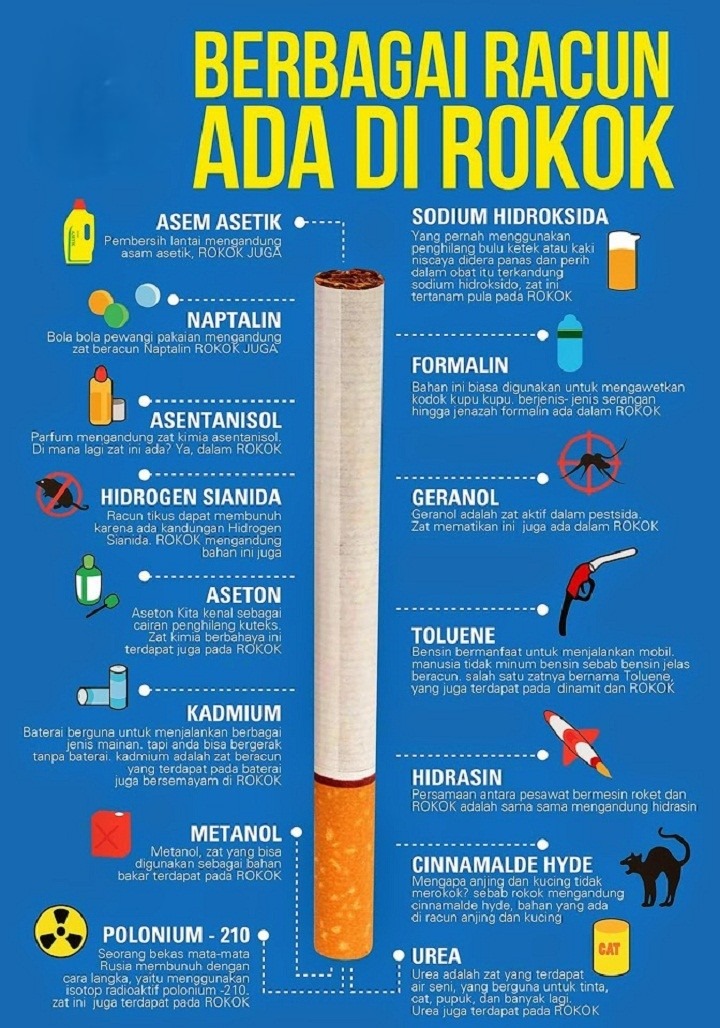 BERBAGAI RACUN
ADA DI ROKOK
ASEM ASETIK
Pembersih lantai mengandung
asam asetik, ROKOK JUGA
NAPTALIN
Bola bola pewangi pakaian mengandung
zat beracun Naptalin ROKOK JUGA
ASENTANISOL
Parfum mengandung zat kimia asentanisol.
Di mana lagi zat ini ada? Ya, dalam ROKOK
HIDROGEN SIANIDA
Racun tikus dapat membunuh
karena ada kandungan Hidrogen
Sianida. ROKOK mengandung
bahan ini juga
ASETON
Aseton Kita kenal sebagai
cairan penghilang kuteks.
Zat kimia berbahaya ini
terdapat juga pada ROKOK
KADMIUM
Baterai berguna untuk menjalankan berbagai
jenis mainan. tapi anda bisa bergerak
tanpa baterai. kadmium adalah zat beracun
yang terdapat pada baterai
juga bersemayam di ROKOK
METANOL
Metanol, zat yang bisa
digunakan sebagai bahan
bakar terdapat pada ROKOK
POLONIUM - 210
Seorang bekas mata-mata
Rusia membunuh dengan
cara langka, yaitu menggunakan
isotop radioaktif polonium -210.
zat ini juga terdapat pada ROKOK
SODIUM HIDROKSIDA
Yang pernah menggunakan
penghilang bulu ketek atau kaki
niscaya didera panas dan perih
dalam obat itu terkandung
sodium hidroksido, zat ini
tertanam pula pada ROKOK
FORMALIN
Bahan ini biasa digunakan untuk mengawetkan
kodok kupu kupu. berjenis- jenis serangan
hingga jenazah formalin ada dalam ROKOK
GERANOL
Geranol adalah zat aktif dalam pestsida.
Zat mematikan ini juga ada dalam ROKOK
TOLUENE
Bensin bermanfaat untuk menjalankan mobil.
manusia tidak minum bensin sebab bensin jelas
beracun. salah satu zatnya bernama Toluene,
yang juga terdapat pada dinamit dan ROKOK
HIDRASIN
Persamaan antara pesawat bermesin roket dan
ROKOK adalah sama sama mengandung hidrasin
CINNAMALDE HYDE
Mengapa anjing dan kucing tidak
merokok? sebab rokok mengandung
cinnamalde hyde, bahan yang ada
di racun anjing dan kucing
CAT
UREA
Urea adalah zat yang terdapat
air seni, yang berguna untuk tinta,
cat, pupuk, dan banyak lagi.
Urea juga terdapat pada ROKOK